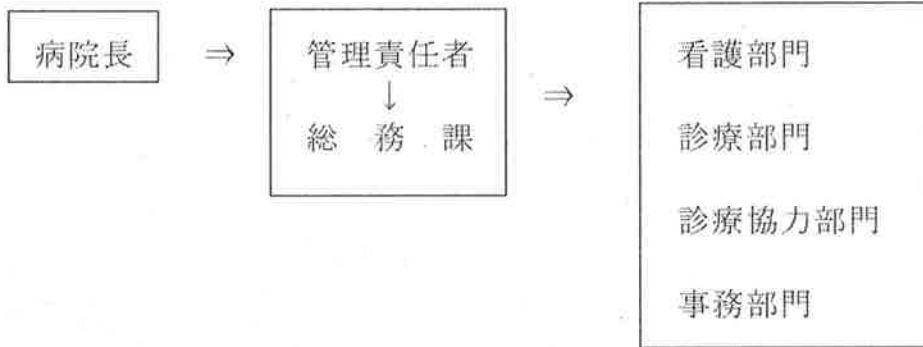 病院長 ⇒ 管理責任者 ⇒ 看護部門
↓
総務課
診療部門
診療協力部門
事務部門